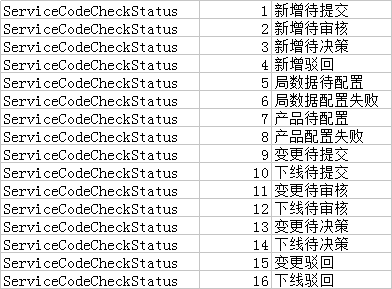 ServiceCodeCheckStatus 1 新增待提交
ServiceCodeCheckStatus 2 新增待审核
ServiceCodeCheckStatus 3 新增待决策
ServiceCodeCheckStatus 4 新增驳回
ServiceCodeCheckStatus 5 局数据待配置
ServiceCodeCheckStatus 6 局数据配置失败
ServiceCodeCheckStatus 7 产品待配置
ServiceCodeCheckStatus 8 产品配置失败
ServiceCodeCheckStatus 9 变更待提交
ServiceCodeCheckStatus 10 下线待提交
ServiceCodeCheckStatus 11 变更待审核
ServiceCodeCheckStatus 12 下线待审核
ServiceCodeCheckStatus 13 变更待决策
ServiceCodeCheckStatus 14 下线待决策
ServiceCodeCheckStatus 15 变更驳回
ServiceCodeCheckStatus 16 下线驳回